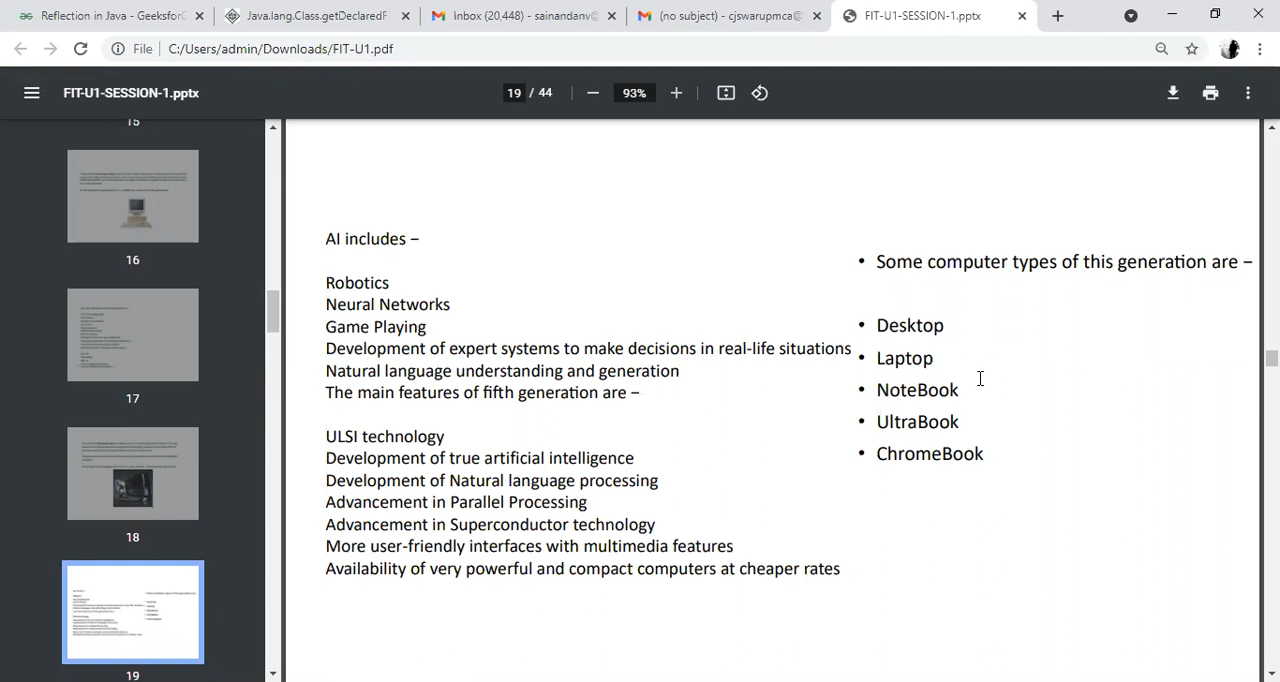 Reflection in Java - GeeksforG
Java.lang.Class.getDeclaredF
Inbox (20,448) - sainandanv@
(no subject) - cjswarupmca@
FIT-U1-SESSION-1.pptx
File
C:/Users/admin/Downloads/FIT-U1.pdf
FIT-U1-SESSION-1.pptx
19 / 44
93%
15
16
17
18
19
AI includes –
Robotics
Neural Networks
Game Playing
Development of expert systems to make decisions in real-life situations
Natural language understanding and generation
The main features of fifth generation are –
ULSI technology
Development of true artificial intelligence
Development of Natural language processing
Advancement in Parallel Processing
Advancement in Superconductor technology
More user-friendly interfaces with multimedia features
Availability of very powerful and compact computers at cheaper rates
• Some computer types of this generation are –
• Desktop
• Laptop
• NoteBook
• UltraBook
• ChromeBook